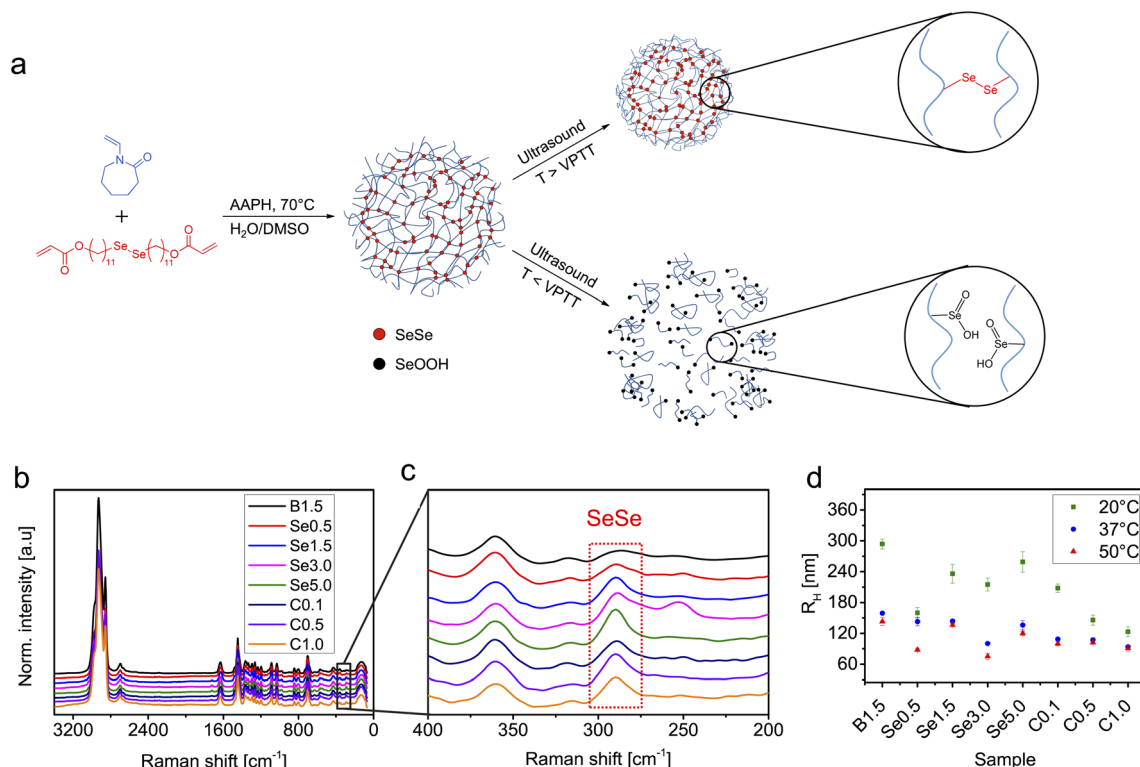 a
N
O
+
O
O
( )
11
Se
Se
( )
11
O
O
AAPH, 70°C
H₂O/DMSO
Ultrasound
T > VPTT
Ultrasound
T < VPTT
SeSe
SeOOH
Se
Se
O
Se
OH
O
Se
HO
b
Norm. intensity [a.u]
B1.5
Se0.5
Se1.5
Se3.0
Se5.0
C0.1
C0.5
C1.0
3400 2400 1600 800 0
Raman shift [cm⁻¹]
c
SeSe
400 350 300 250 200
Raman shift [cm⁻¹]
d
R_H [nm]
360
300
240
180
120
60
20°C
37°C
50°C
B1.5 Se0.5 Se1.5 Se3.0 Se5.0 C0.1 C0.5 C1.0
Sample